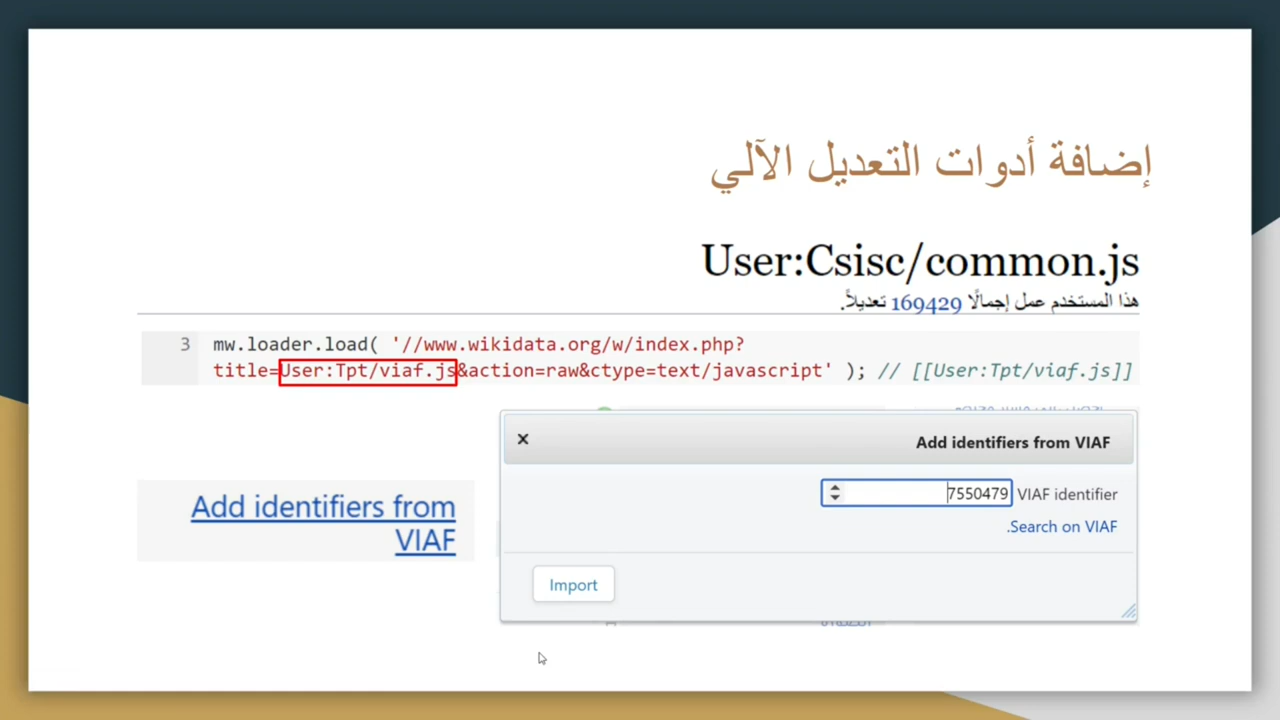 إضافة أدوات التعديل الآلي
User:Csisc/common.js
هذا المستخدم عمل إجمالًا 169429 تعديلاً.
3 mw.loader.load( '//www.wikidata.org/w/index.php?
title=User:Tpt/viaf.js&action=raw&ctype=text/javascript' ); // [[User:Tpt/viaf.js]]
Add identifiers from VIAF
7550479 VIAF identifier
.Search on VIAF
Import
Add identifiers from
VIAF